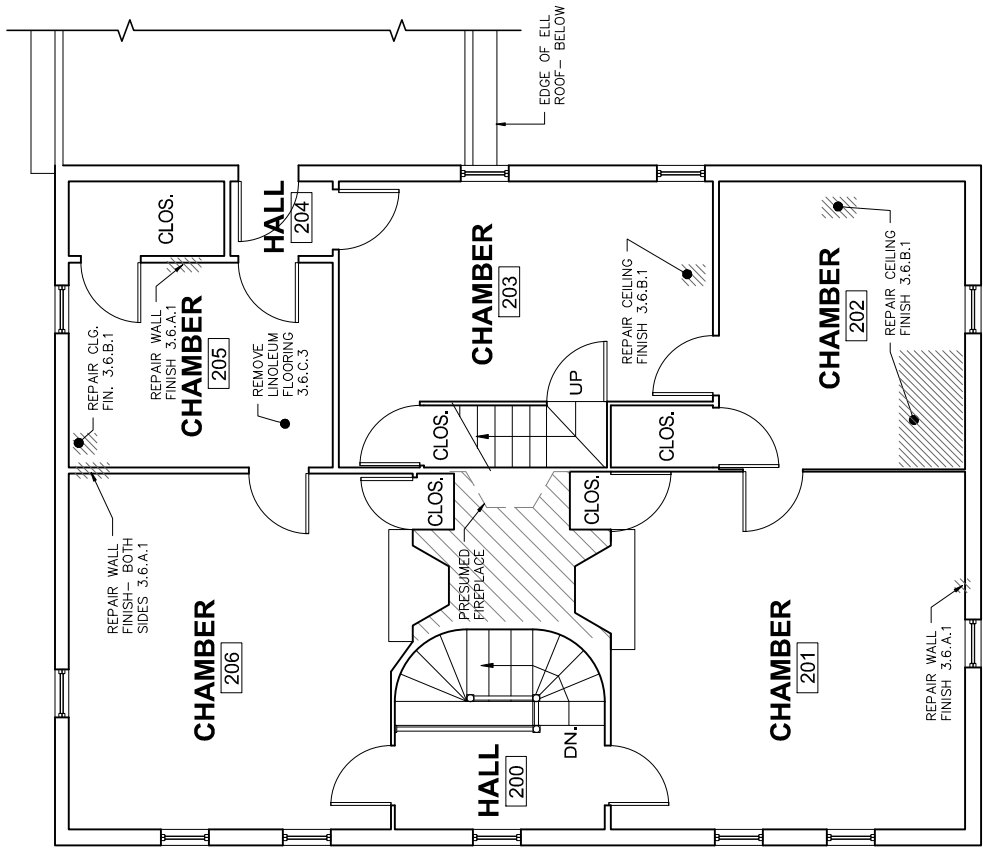 EDGE OF ELL
ROOF- BELOW
CLOS.
HALL
204
REPAIR CLG.
FIN. 3.6.B.1
REPAIR WALL
FINISH 3.6.A.1
CHAMBER
205
REMOVE
LINOLEUM
FLOORING
3.6.C.3
CHAMBER
203
REPAIR CEILING
FINISH 3.6.B.1
CHAMBER
202
REPAIR CEILING
FINISH 3.6.B.1
UP
CLOS.
CLOS.
CLOS.
CLOS.
PRESUMED
FIREPLACE
REPAIR WALL
FINISH- BOTH
SIDES 3.6.A.1
CHAMBER
206
HALL
200
DN.
CHAMBER
201
REPAIR WALL
FINISH 3.6.A.1